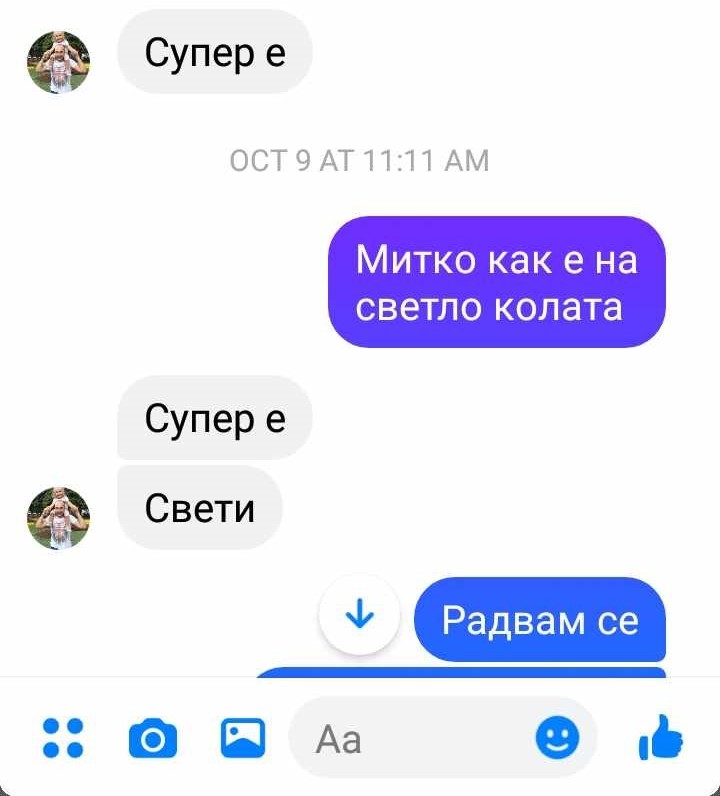 Супер е
OCT 9 AT 11:11 AM
Митко как е на
светло колата
Супер е
Свети
Радвам се
Aa